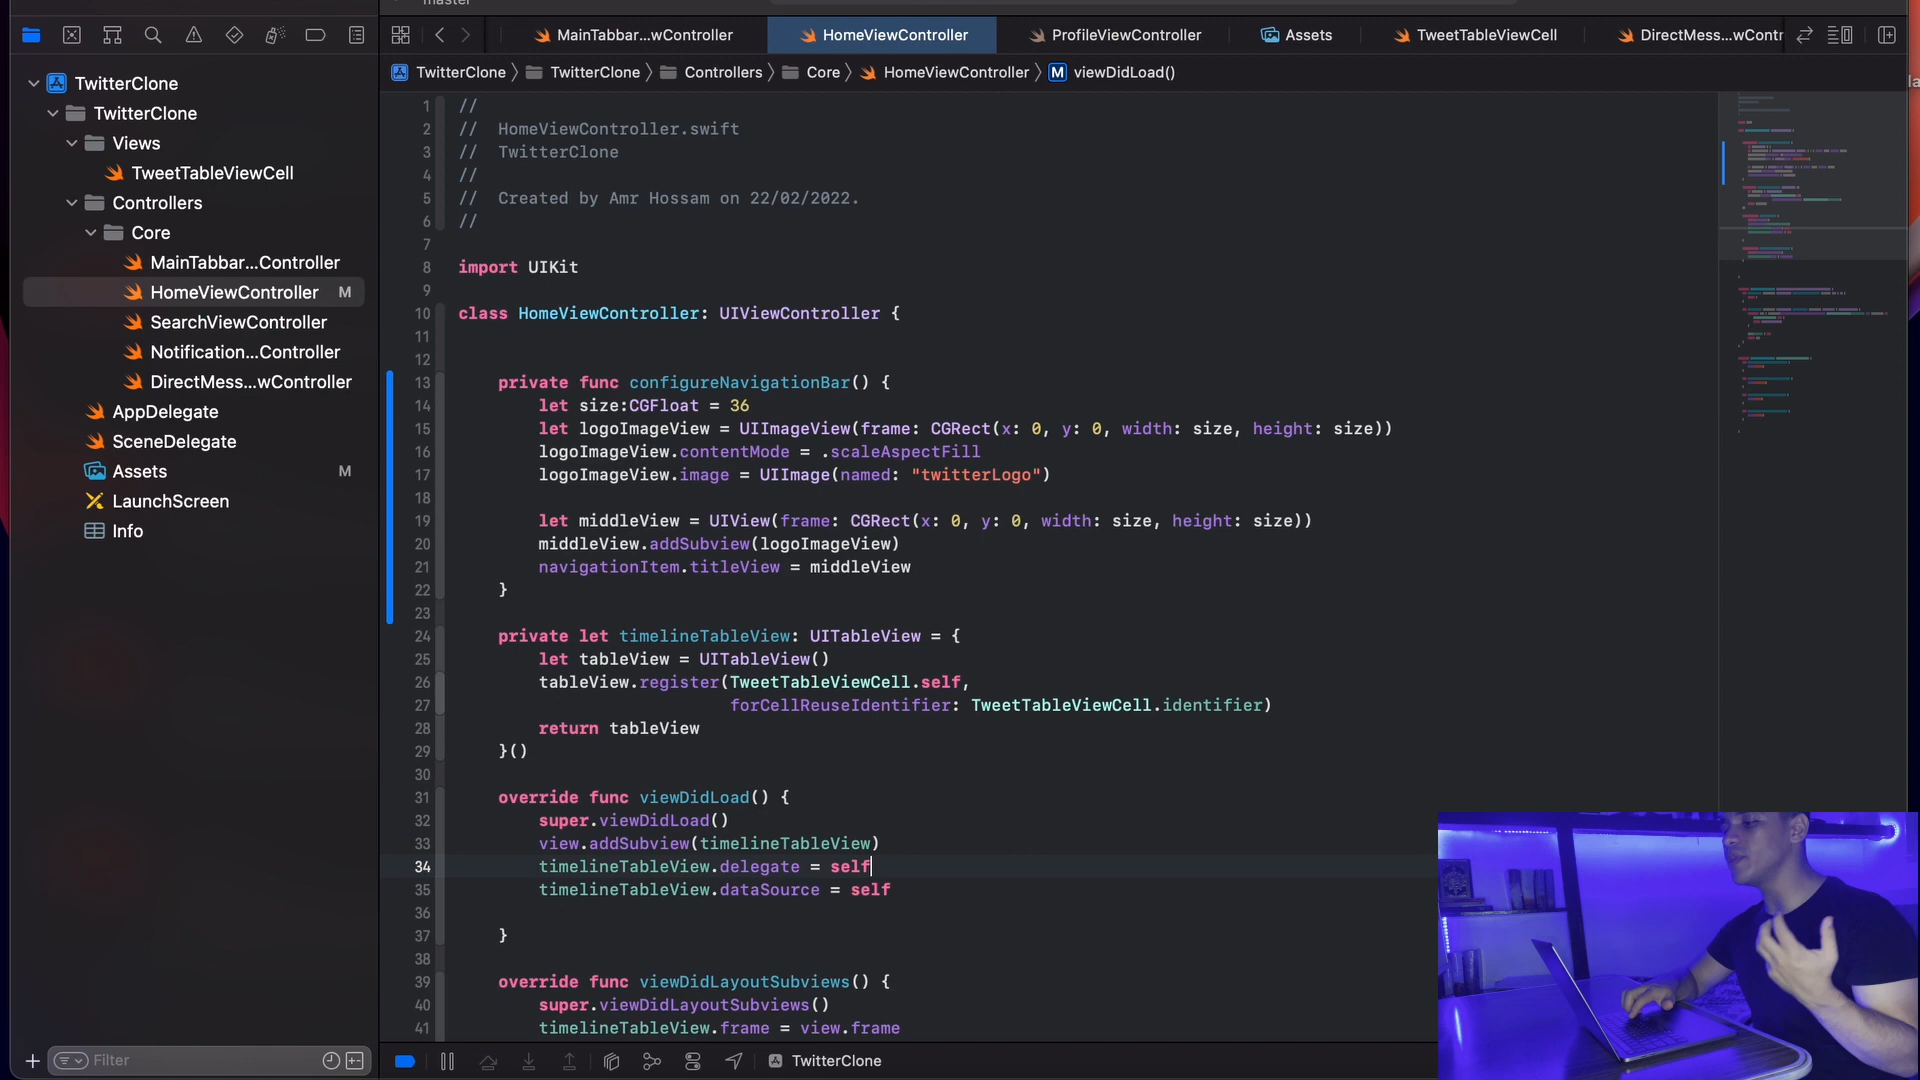 master
MainTabbar...wController
HomeViewController
ProfileViewController
Assets
TweetTableViewCell
DirectMess...wContr
TwitterClone
TwitterClone
Controllers
Core
HomeViewController
M
viewDidLoad()
TwitterClone
TwitterClone
Views
TweetTableViewCell
Controllers
Core
MainTabbar...Controller
HomeViewController M
SearchViewController
Notification...Controller
DirectMess...wController
AppDelegate
SceneDelegate
Assets M
LaunchScreen
Info
Filter
1 //
2 // HomeViewController.swift
3 // TwitterClone
4 //
5 // Created by Amr Hossam on 22/02/2022.
6 //
7
8 import UIKit
9
10 class HomeViewController: UIViewController {
11
12
13 private func configureNavigationBar() {
14 let size:CGFloat = 36
15 let logoImageView = UIImageView(frame: CGRect(x: 0, y: 0, width: size, height: size))
16 logoImageView.contentMode = .scaleAspectFill
17 logoImageView.image = UIImage(named: "twitterLogo")
18
19 let middleView = UIView(frame: CGRect(x: 0, y: 0, width: size, height: size))
20 middleView.addSubview(logoImageView)
21 navigationItem.titleView = middleView
22 }
23
24 private let timelineTableView: UITableView = {
25 let tableView = UITableView()
26 tableView.register(TweetTableViewCell.self,
27 forCellReuseIdentifier: TweetTableViewCell.identifier)
28 return tableView
29 }()
30
31 override func viewDidLoad() {
32 super.viewDidLoad()
33 view.addSubview(timelineTableView)
34 timelineTableView.delegate = self
35 timelineTableView.dataSource = self
36
37 }
38
39 override func viewDidLayoutSubviews() {
40 super.viewDidLayoutSubviews()
41 timelineTableView.frame = view.frame
TwitterClone